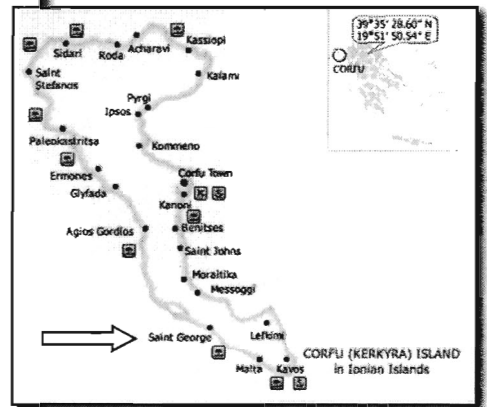 39°35' 28.60" N
19°51' 50.54" E
CORFU
Sidari
Roda
Acharavi
Kassiopi
Saint
Stefanos
Kalami
Pyrgi
Ipsos
Paleokastritsa
Kommeno
Ermones
Glyfada
Corfu Town
Kanoni
Agios Gordios
Benitses
Saint Johns
Moraitika
Messoggi
Saint George
Lefkimi
Malta
Kavos
CORFU (KERKYRA) ISLAND
in Ionian Islands